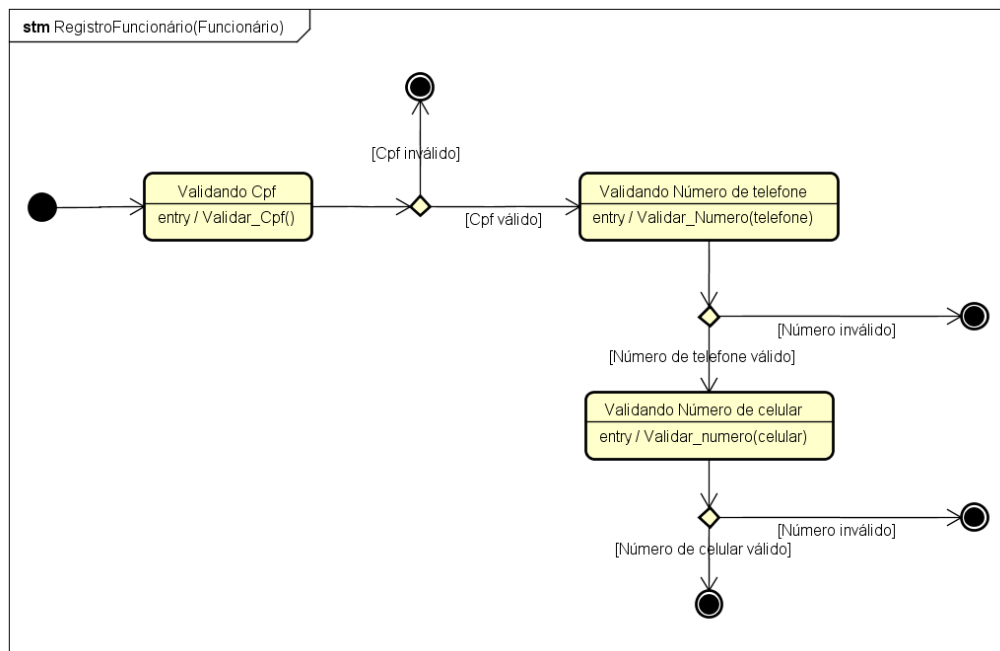 stm RegistroFuncionário(Funcionário)
[Cpf inválido]
Validando Cpf
entry / Validar_Cpf()
[Cpf válido]
Validando Número de telefone
entry / Validar_Numero(telefone)
[Número inválido]
[Número de telefone válido]
Validando Número de celular
entry / Validar_numero(celular)
[Número inválido]
[Número de celular válido]